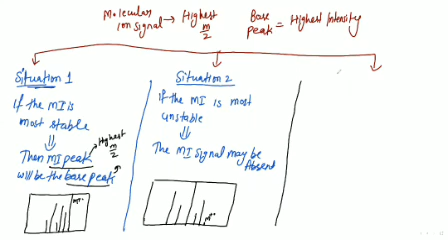 Molecular ion signal → Highest m/z
Base peak = Highest Intensity
Situation 1
if the MI is
most stable
⇓
Then MI peak → Highest m/z
will be the base peak
M+·
Situation 2
if the MI is most
unstable
⇓
The MI signal may be
Absent
M+·